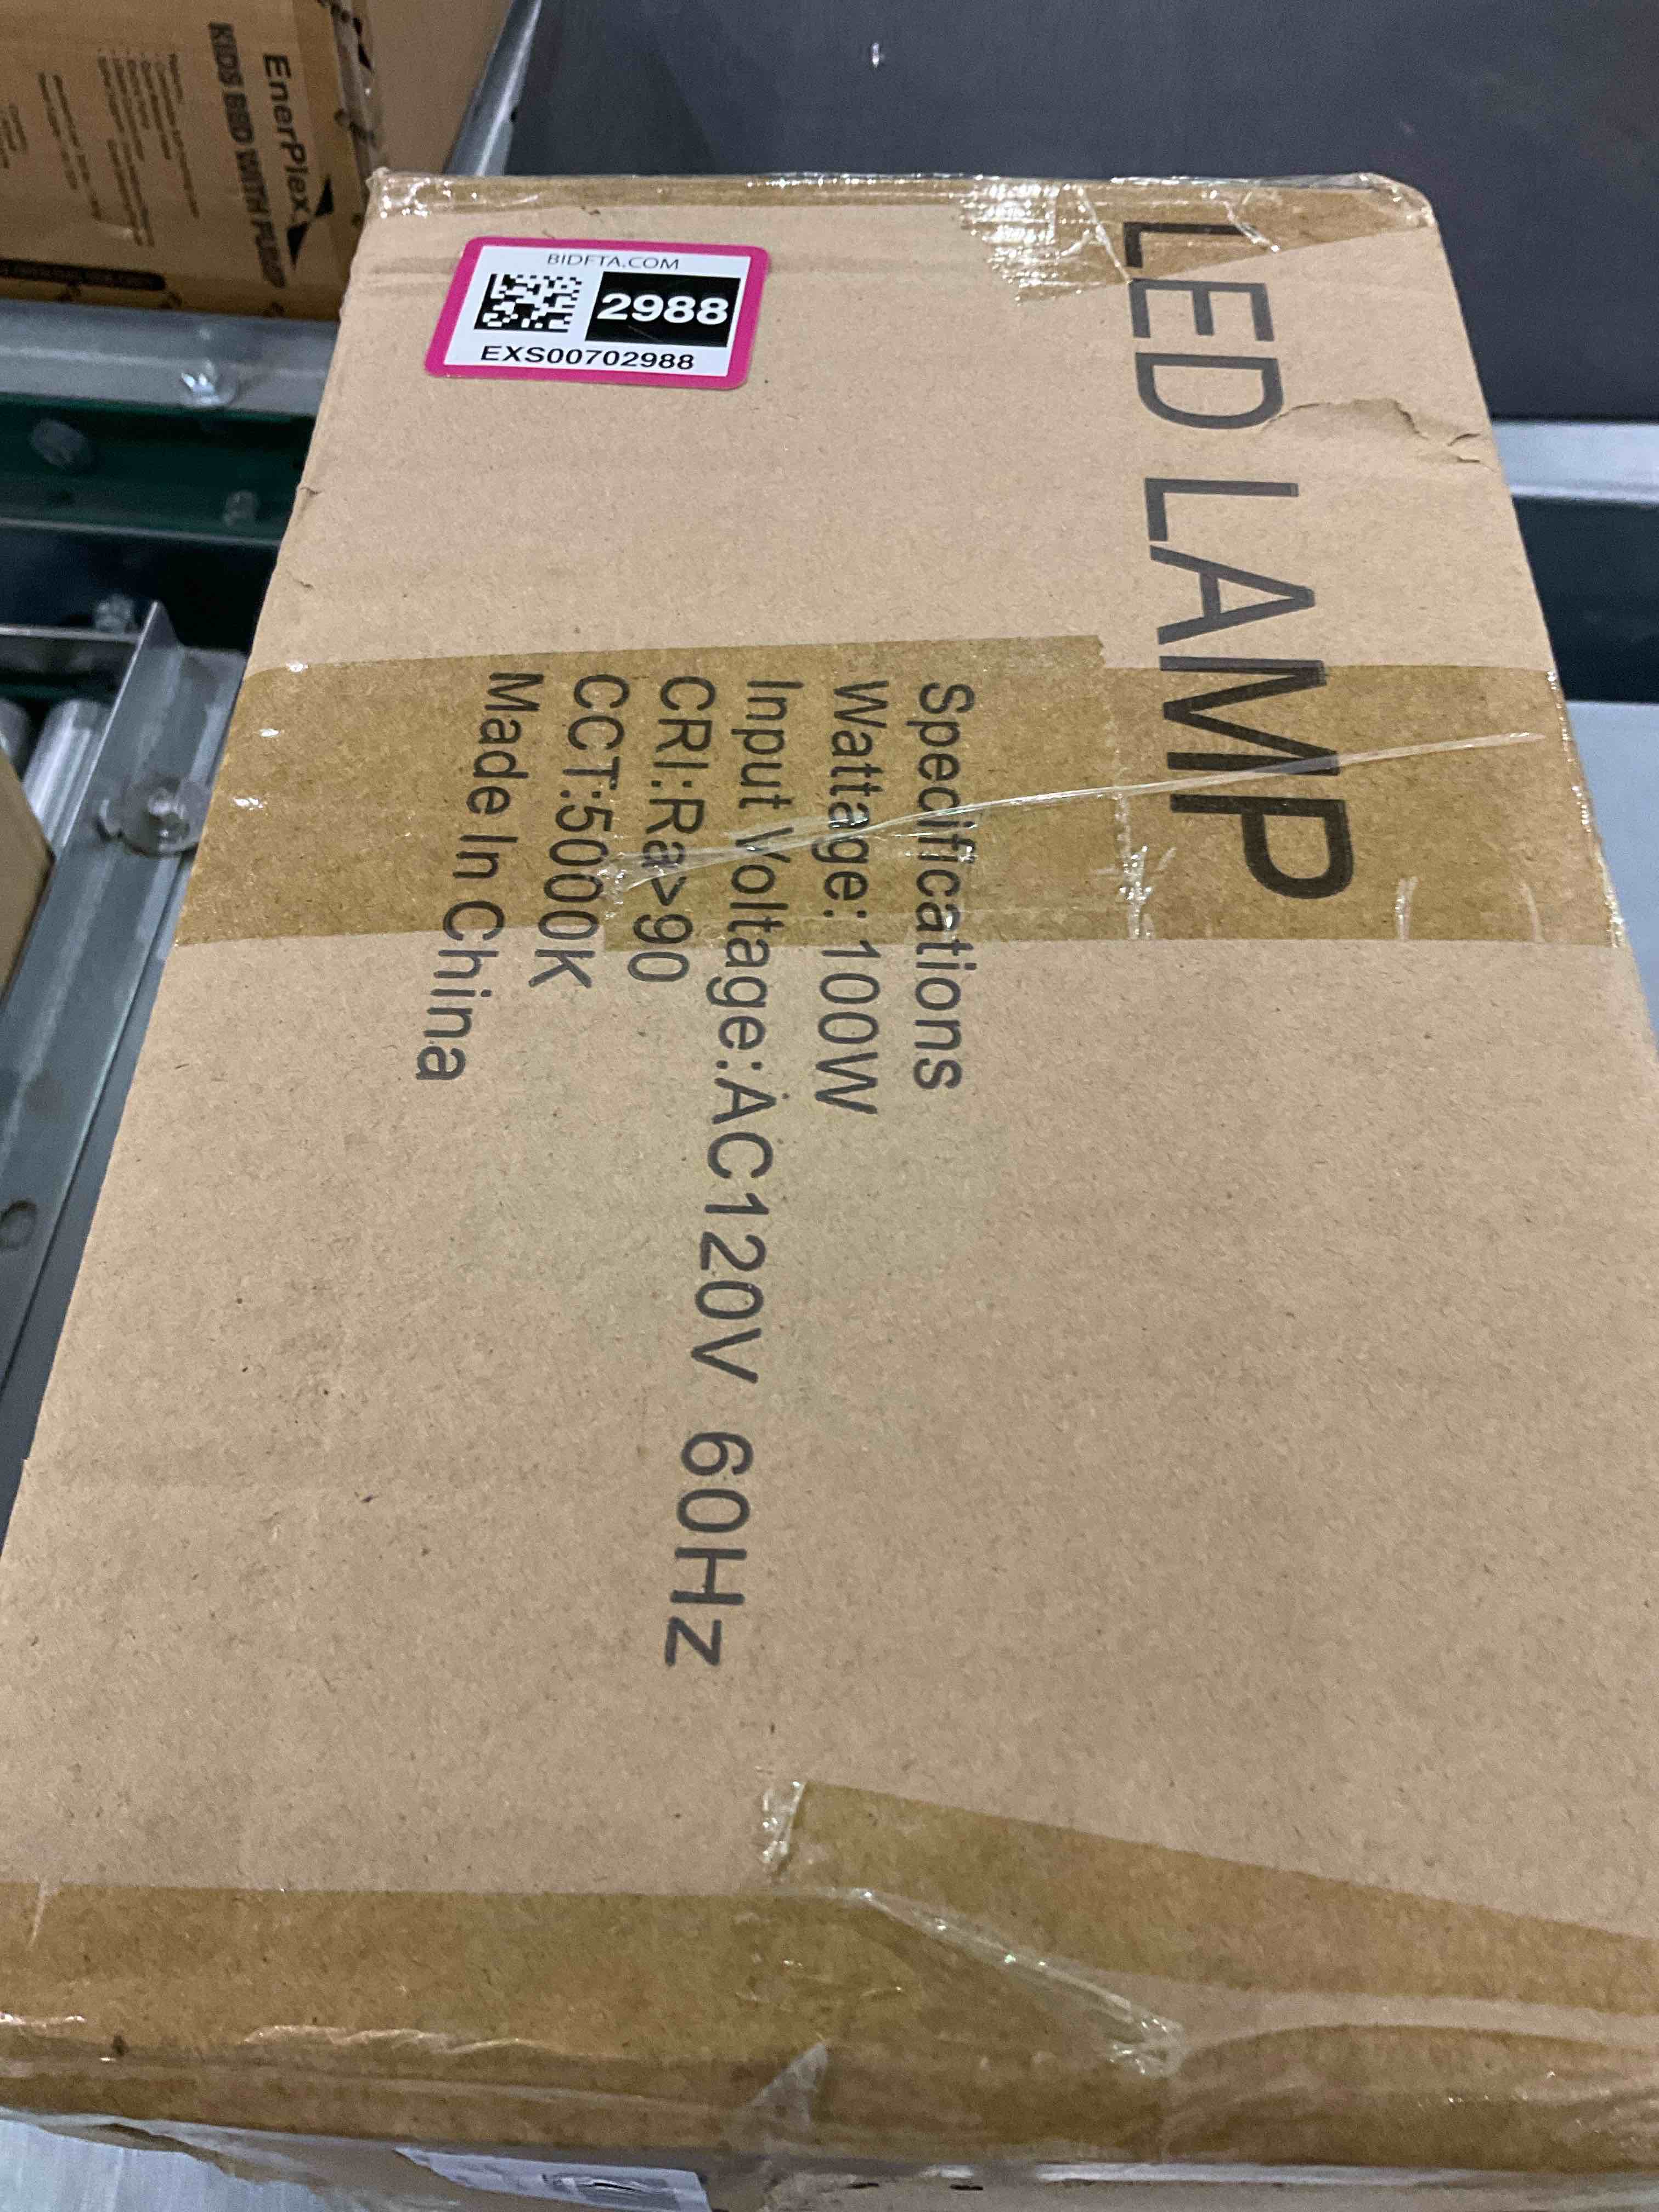 EnerPlex
KIDS BED WITH PUMP
BIDFTA.COM
2988
EXS00702988
LED LAMP
Specifications
Wattage: 100W
Input Voltage:AC120V 60Hz
CRI:Ra>90
CCT:5000K
Made In China